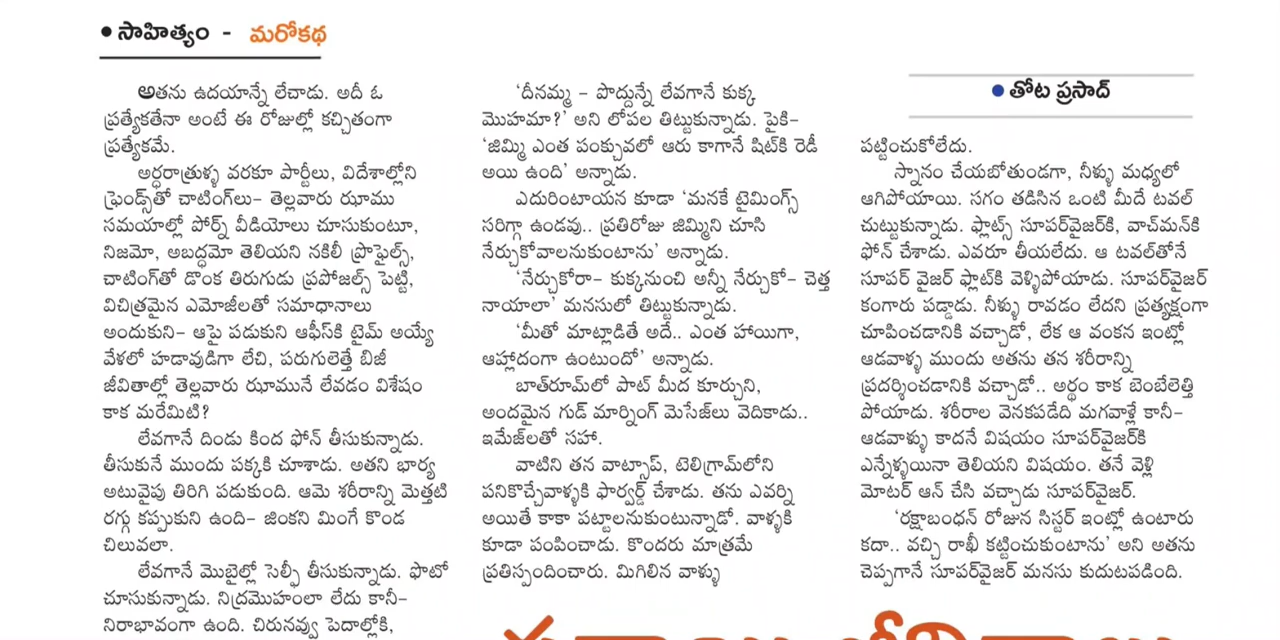 • సాహిత్యం - మరోకథ
అతను ఉదయాన్నే లేచాడు. అదీ ఓ
ప్రత్యేకతేనా అంటే ఈ రోజుల్లో కచ్చితంగా
ప్రత్యేకమే.
అర్ధరాత్రుళ్ళ వరకూ పార్టీలు, విదేశాల్లోని
ఫ్రెండ్స్‌తో చాటింగ్‌లు- తెల్లవారు ఝాము
సమయాల్లో పోర్న్ వీడియోలు చూసుకుంటూ,
నిజమో, అబద్ధమో తెలియని నకిలీ ప్రొఫైల్స్,
చాటింగ్‌తో డొంక తిరుగుడు ప్రపోజల్స్ పెట్టి,
విచిత్రమైన ఎమోజీలతో సమాధానాలు
అందుకుని- ఆపై పడుకుని ఆఫీస్‌కి టైమ్ అయ్యే
వేళలో హడావుడిగా లేచి, పరుగులెత్తే బిజీ
జీవితాల్లో తెల్లవారు ఝామునే లేవడం విశేషం
కాక మరేమిటి?
లేవగానే దిండు కింద ఫోన్ తీసుకున్నాడు.
తీసుకునే ముందు పక్కకి చూశాడు. అతని భార్య
అటువైపు తిరిగి పడుకుంది. ఆమె శరీరాన్ని మెత్తటి
రగ్గు కప్పుకుని ఉంది- జింకని మింగే కొండ
చిలువలా.
లేవగానే మొబైల్లో సెల్ఫీ తీసుకున్నాడు. ఫొటో
చూసుకున్నాడు. నిద్రమొహంలా లేదు కానీ-
నిరాభావంగా ఉంది. చిరునవ్వు పెదాల్లోకి,
'దీనమ్మ - పొద్దున్నే లేవగానే కుక్క
మొహమా?' అని లోపల తిట్టుకున్నాడు. పైకి-
'జిమ్మి ఎంత పంక్చువలో ఆరు కాగానే షిట్‌కి రెడీ
అయి ఉంది' అన్నాడు.
ఎదురింటాయన కూడా 'మనకే టైమింగ్స్
సరిగ్గా ఉండవు.. ప్రతిరోజు జిమ్మిని చూసి
నేర్చుకోవాలనుకుంటాను' అన్నాడు.
'నేర్చుకోరా- కుక్కనుంచి అన్నీ నేర్చుకో- చెత్త
నాయాలా' మనసులో తిట్టుకున్నాడు.
'మీతో మాట్లాడితే అదే.. ఎంత హాయిగా,
ఆహ్లాదంగా ఉంటుందో' అన్నాడు.
బాత్‌రూమ్‌లో పాట్ మీద కూర్చుని,
అందమైన గుడ్ మార్నింగ్ మెసేజ్‌లు వెదికాడు..
ఇమేజ్‌లతో సహా.
వాటిని తన వాట్సాప్, టెలిగ్రామ్‌లోని
పనికొచ్చేవాళ్ళకి ఫార్వర్డ్ చేశాడు. తను ఎవర్ని
అయితే కాకా పట్టాలనుకుంటున్నాడో. వాళ్ళకి
కూడా పంపించాడు. కొందరు మాత్రమే
ప్రతిస్పందించారు. మిగిలిన వాళ్ళు
• తోట ప్రసాద్
పట్టించుకోలేదు.
స్నానం చేయబోతుండగా, నీళ్ళు మధ్యలో
ఆగిపోయాయి. సగం తడిసిన ఒంటి మీదే టవల్
చుట్టుకున్నాడు. ఫ్లాట్స్ సూపర్‌వైజర్‌కి, వాచ్‌మన్‌కి
ఫోన్ చేశాడు. ఎవరూ తీయలేదు. ఆ టవల్‌తోనే
సూపర్ వైజర్ ఫ్లాట్‌కి వెళ్ళిపోయాడు. సూపర్‌వైజర్
కంగారు పడ్డాడు. నీళ్ళు రావడం లేదని ప్రత్యక్షంగా
చూపించడానికి వచ్చాడో, లేక ఆ వంకన ఇంట్లో
ఆడవాళ్ళ ముందు అతను తన శరీరాన్ని
ప్రదర్శించడానికి వచ్చాడో.. అర్థం కాక బెంబేలెత్తి
పోయాడు. శరీరాల వెనకపడేది మగవాళ్లే కానీ-
ఆడవాళ్ళు కాదనే విషయం సూపర్‌వైజర్‌కి
ఎన్నేళ్ళయినా తెలియని విషయం. తనే వెళ్లి
మోటర్ ఆన్ చేసి వచ్చాడు సూపర్‌వైజర్.
'రక్షాబంధన్ రోజున సిస్టర్ ఇంట్లో ఉంటారు
కదా.. వచ్చి రాఖీ కట్టించుకుంటాను' అని అతను
చెప్పగానే సూపర్‌వైజర్ మనసు కుదుటపడింది.